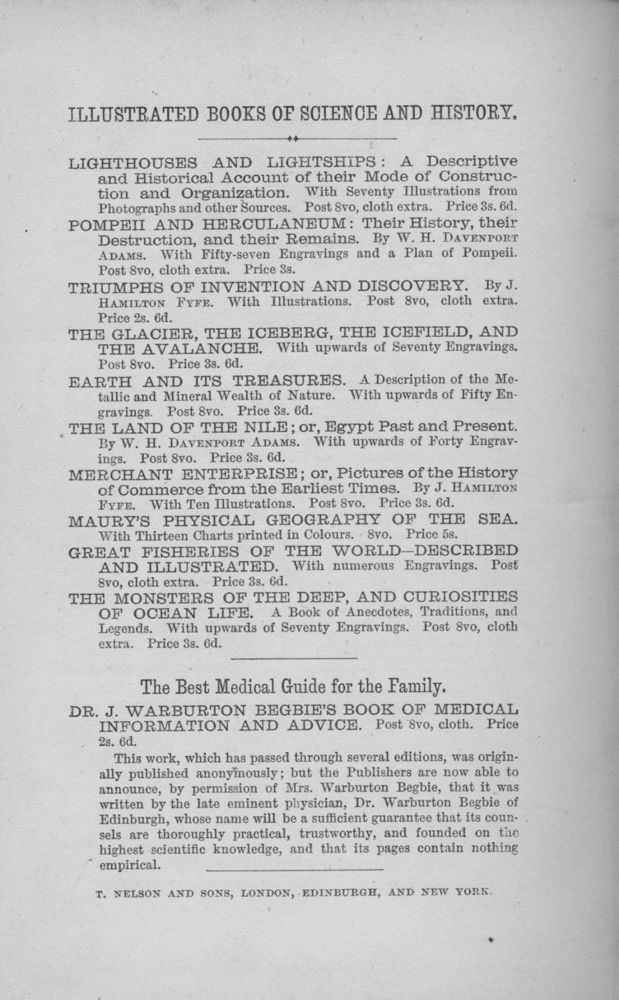 ILLUSTRATED BOOKS OF SCIENCE AND HISTORY.
LIGHTHOUSES AND LIGHTSHIPS: A Descriptive
and Historical Account of their Mode of Construc-
tion and Organization. With Seventy Illustrations from
Photographs and other Sources. Post 8vo, cloth extra. Price 3s. 6d.
POMPEII AND HERCULANEUM: Their History, their
Destruction, and their Remains. By W. H. DAVENPORT
ADAMS. With Fifty-seven Engravings and a Plan of Pompeii.
Post 8vo, cloth extra. Price 3s.
TRIUMPHS OF INVENTION AND DISCOVERY. By J.
HAMILTON FYFE. With Illustrations. Post 8vo, cloth extra.
Price 2s. 6d.
THE GLACIER, THE ICEBERG, THE ICEFIELD, AND
THE AVALANCHE. With upwards of Seventy Engravings.
Post 8vo. Price 3s. 6d.
EARTH AND ITS TREASURES. A Description of the Me-
tallic and Mineral Wealth of Nature. With upwards of Fifty En-
gravings. Post 8vo. Price 3s. 6d.
THE LAND OF THE NILE; or, Egypt Past and Present.
By W. H. DAVENPORT ADAMS. With upwards of Forty Engrav-
ings. Post 8vo. Price 3s. 6d.
MERCHANT ENTERPRISE; or, Pictures of the History
of Commerce from the Earliest Times. By J. HAMILTON
FYFE. With Ten Illustrations. Post 8vo. Price 3s. 6d.
MAURY'S PHYSICAL GEOGRAPHY OF THE SEA.
With Thirteen Charts printed in Colours. 8vo. Price 5s.
GREAT FISHERIES OF THE WORLD—DESCRIBED
AND ILLUSTRATED. With numerous Engravings. Post
8vo, cloth extra. Price 3s. 6d.
THE MONSTERS OF THE DEEP, AND CURIOSITIES
OF OCEAN LIFE. A Book of Anecdotes, Traditions, and
Legends. With upwards of Seventy Engravings. Post 8vo, cloth
extra. Price 3s. 6d.
The Best Medical Guide for the Family.
DR. J. WARBURTON BEGBIE'S BOOK OF MEDICAL
INFORMATION AND ADVICE. Post 8vo, cloth. Price
2s. 6d.
This work, which has passed through several editions, was origin-
ally published anonymously; but the Publishers are now able to
announce, by permission of Mrs. Warburton Begbie, that it was
written by the late eminent physician, Dr. Warburton Begbie of
Edinburgh, whose name will be a sufficient guarantee that its coun-
sels are thoroughly practical, trustworthy, and founded on the
highest scientific knowledge, and that its pages contain nothing
empirical.
T. NELSON AND SONS, LONDON, EDINBURGH, AND NEW YORK.